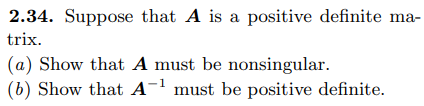 2.34. Suppose that A is a positive definite ma-
trix.
(a) Show that A must be nonsingular.
(b) Show that A⁻¹ must be positive definite.